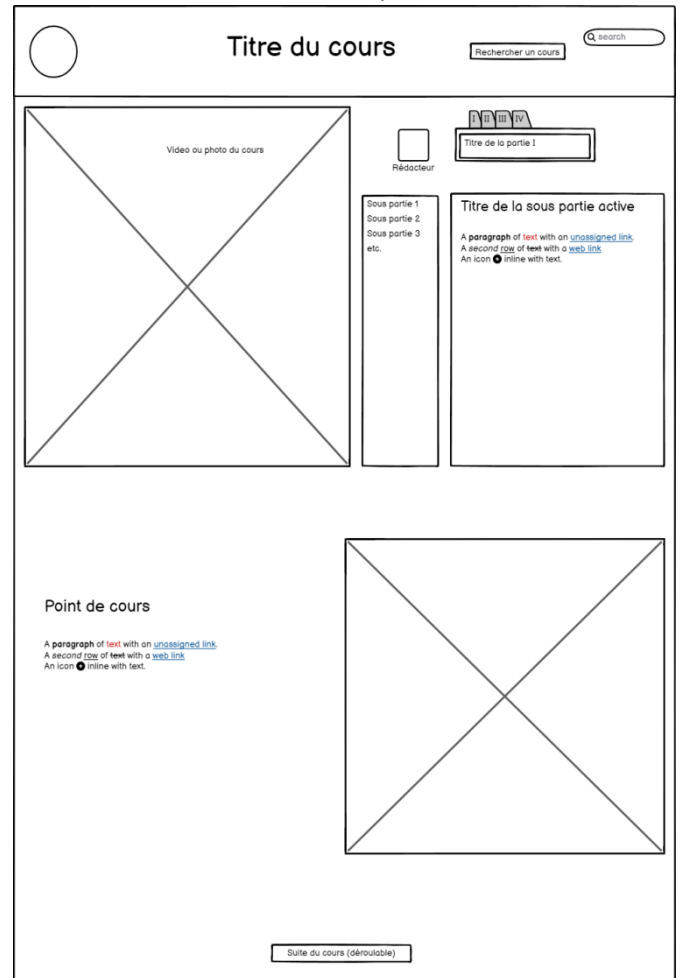 Titre du cours
Rechercher un cours
search
Video ou photo du cours
Rédacteur
I II III IV
Titre de la partie I
Sous partie 1
Sous partie 2
Sous partie 3
etc.
Titre de la sous partie active
A paragraph of text with an unassigned link.
A second row of text with a web link
An icon inline with text.
Point de cours
A paragraph of text with an unassigned link.
A second row of text with a web link
An icon inline with text.
Suite du cours (déroulable)